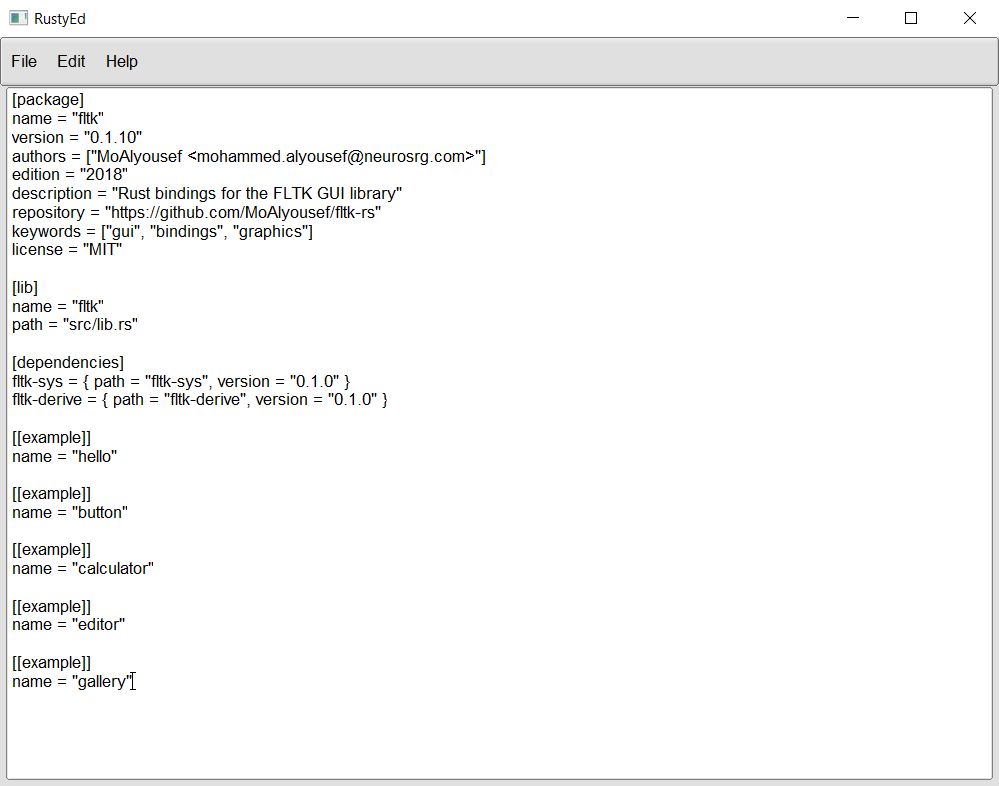 RustyEd
File Edit Help
[package]
name = "fltk"
version = "0.1.10"
authors = ["MoAlyousef <mohammed.alyousef@neurosrg.com>"]
edition = "2018"
description = "Rust bindings for the FLTK GUI library"
repository = "https://github.com/MoAlyousef/fltk-rs"
keywords = ["gui", "bindings", "graphics"]
license = "MIT"

[lib]
name = "fltk"
path = "src/lib.rs"

[dependencies]
fltk-sys = { path = "fltk-sys", version = "0.1.0" }
fltk-derive = { path = "fltk-derive", version = "0.1.0" }

[[example]]
name = "hello"

[[example]]
name = "button"

[[example]]
name = "calculator"

[[example]]
name = "editor"

[[example]]
name = "gallery"